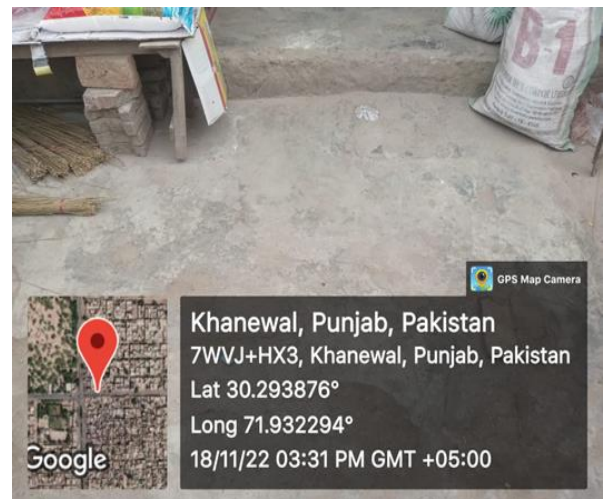 B-1
GPS Map Camera
Khanewal, Punjab, Pakistan
7WVJ+HX3, Khanewal, Punjab, Pakistan
Lat 30.293876°
Long 71.932294°
18/11/22 03:31 PM GMT +05:00
Google